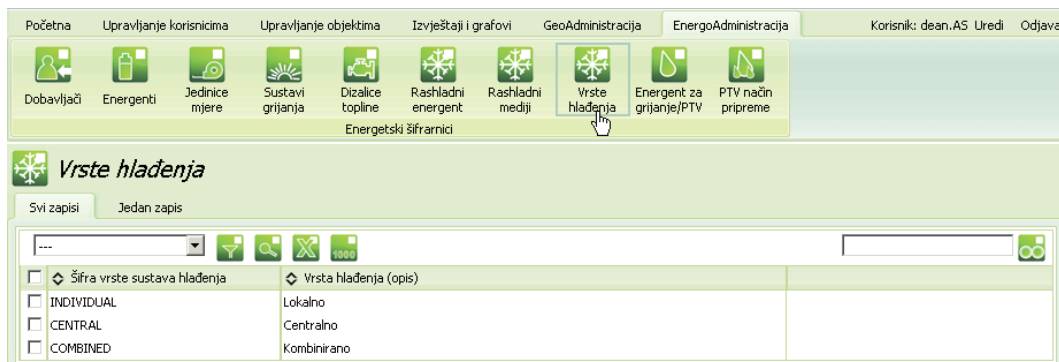 Početna Upravljanje korisnicima Upravljanje objektima Izvještaji i grafovi GeoAdministracija EnergoAdministracija Korisnik: dean.AS Uredi Odjava
Dobavljači
Energenti
Jedinice
mjere
Sustavi
grijanja
Dizalice
topline
Rashladni
energent
Rashladni
mediji
Vrste
hlađenja
Energent za
grijanje/PTV
PTV način
pripreme
Energetski šifrarnici
Vrste hlađenja
Svi zapisi Jedan zapis
---
1000
Šifra vrste sustava hlađenja Vrsta hlađenja (opis)
INDIVIDUAL Lokalno
CENTRAL Centralno
COMBINED Kombinirano